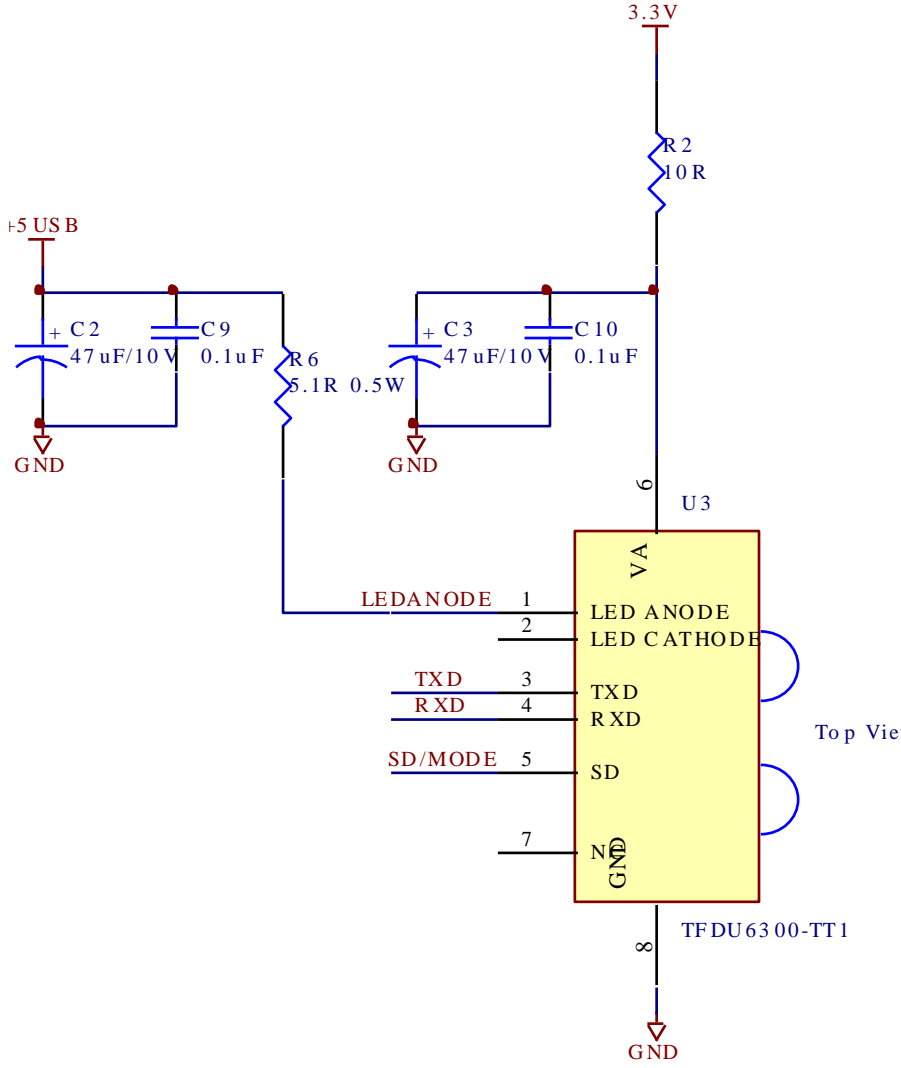 3.3V
R2
10R
+5USB
+ C2
47uF/10V
C9
0.1uF
R6
5.1R 0.5W
+ C3
47uF/10V
C10
0.1uF
GND
GND
6
U3
VA
LEDANODE
1
LED ANODE
2
LED CATHODE
TXD
3
TXD
RXD
4
RXD
Top Vie
SD/MODE
5
SD
7
GND
TFDU6300-TT1
8
GND